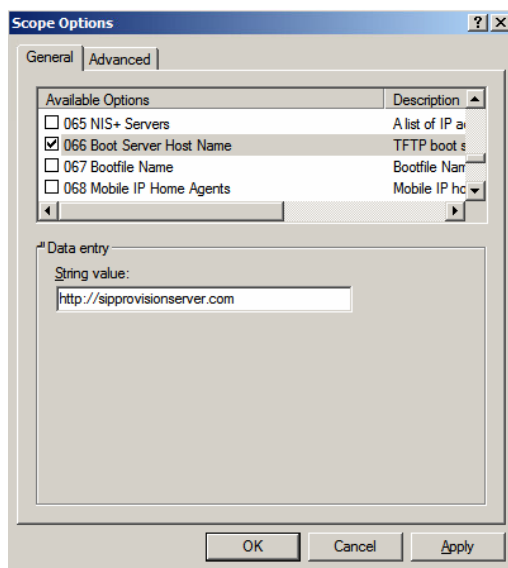 Scope Options
General Advanced
Available Options Description
065 NIS+ Servers A list of IP
066 Boot Server Host Name TFTP boot
067 Bootfile Name Bootfile
068 Mobile IP Home Agents Mobile IP
Data entry
String value:
http://sipprovisionserver.com
OK Cancel Apply